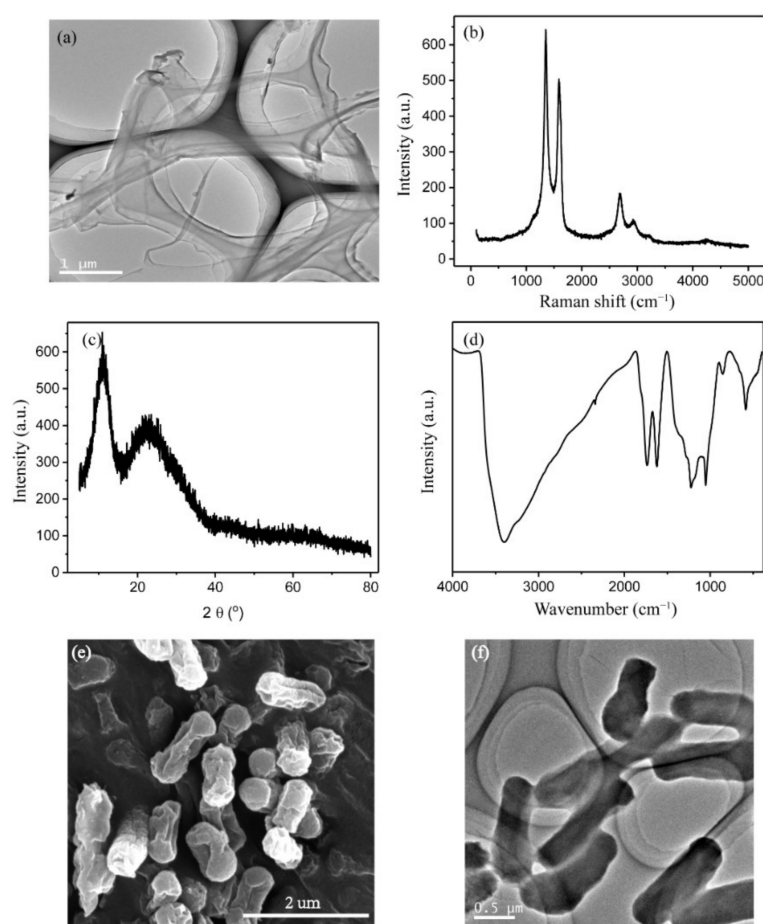 (a)
1 μm
(b)
Intensity (a.u.)
600
500
400
300
200
100
0
0
1000
2000
3000
4000
5000
Raman shift (cm⁻¹)
(c)
Intensity (a.u.)
600
500
400
300
200
100
0
20
40
60
80
2 θ (°)
(d)
Intensity (a.u.)
4000
3000
2000
1000
Wavenumber (cm⁻¹)
(e)
2 um
(f)
0.5 μm